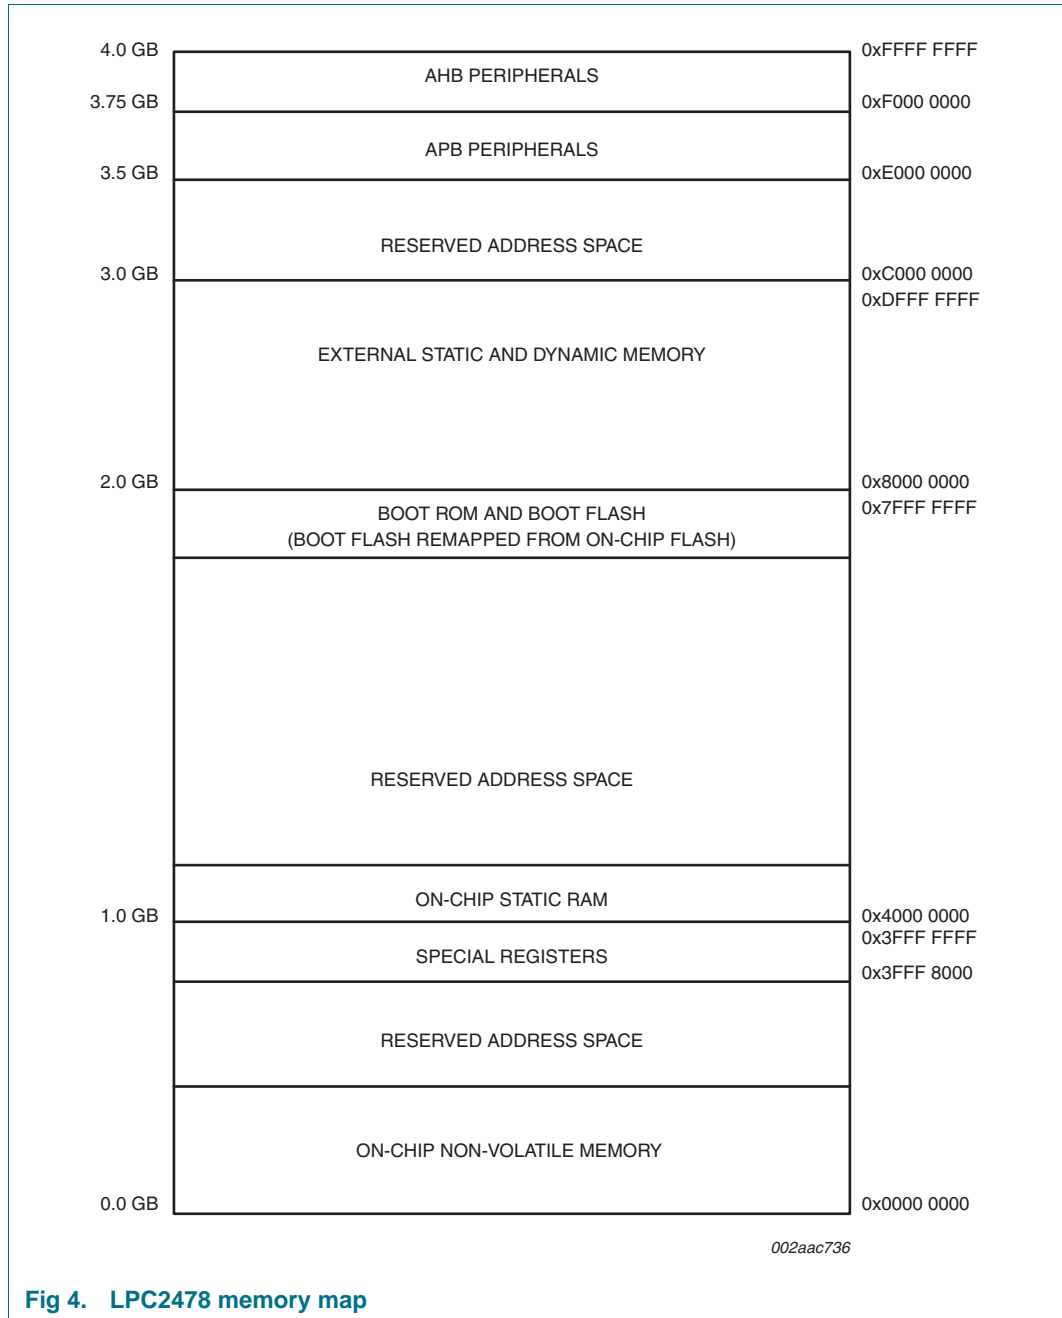 4.0 GB 0xFFFF FFFF
AHB PERIPHERALS
3.75 GB 0xF000 0000
APB PERIPHERALS
3.5 GB 0xE000 0000
RESERVED ADDRESS SPACE
3.0 GB 0xC000 0000
0xDFFF FFFF
EXTERNAL STATIC AND DYNAMIC MEMORY
2.0 GB 0x8000 0000
0x7FFF FFFF
BOOT ROM AND BOOT FLASH
(BOOT FLASH REMAPPED FROM ON-CHIP FLASH)
RESERVED ADDRESS SPACE
ON-CHIP STATIC RAM
1.0 GB 0x4000 0000
0x3FFF FFFF
SPECIAL REGISTERS
0x3FFF 8000
RESERVED ADDRESS SPACE
ON-CHIP NON-VOLATILE MEMORY
0.0 GB 0x0000 0000
002aac736
Fig 4. LPC2478 memory map